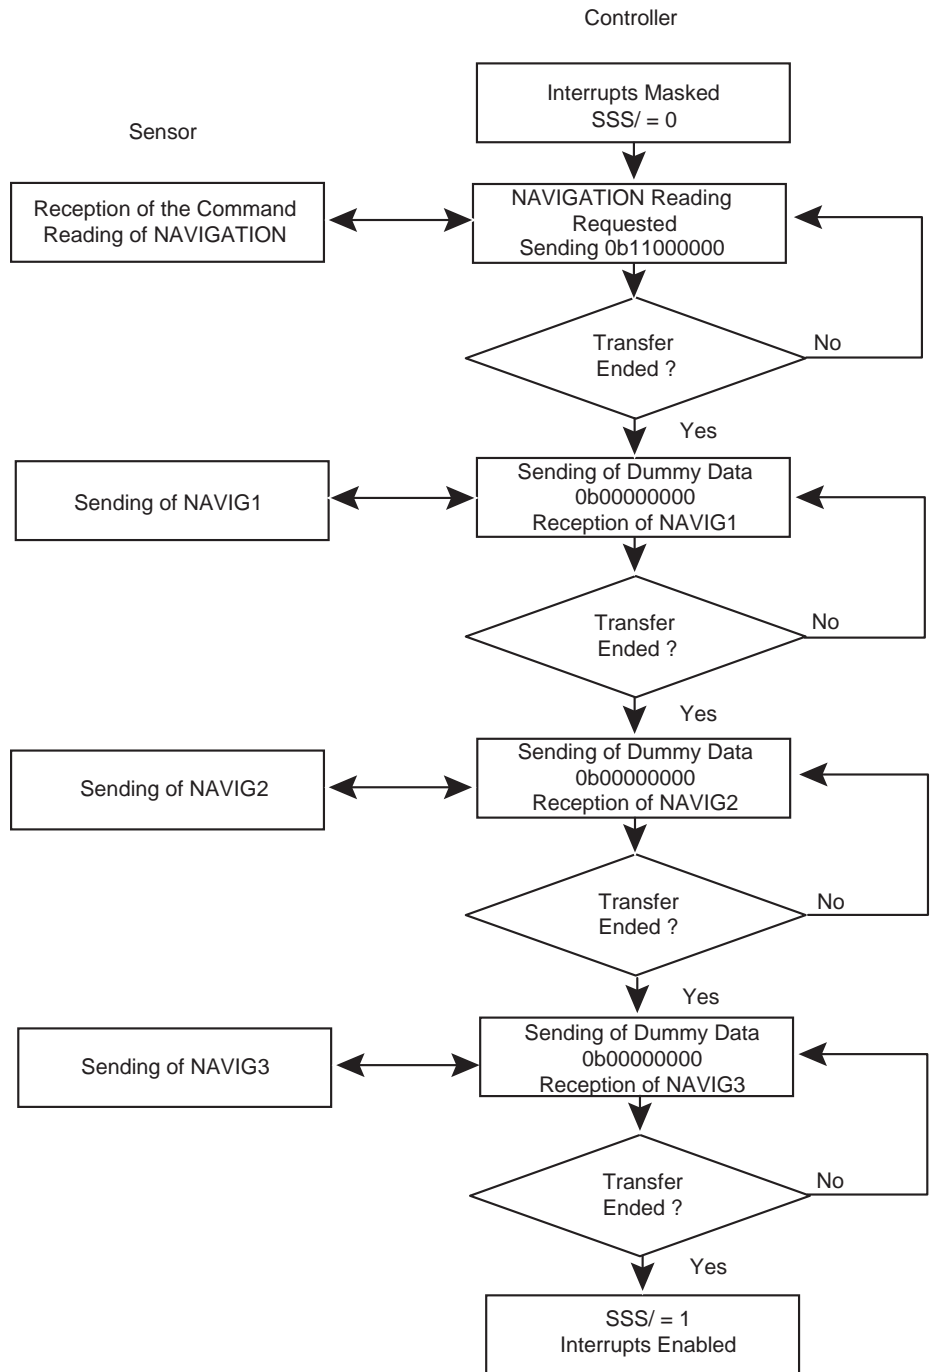 Controller
Interrupts Masked
SSS/ = 0
Sensor
Reception of the Command
Reading of NAVIGATION
NAVIGATION Reading
Requested
Sending 0b11000000
Transfer
Ended ?
No
Yes
Sending of NAVIG1
Sending of Dummy Data
0b00000000
Reception of NAVIG1
Transfer
Ended ?
No
Yes
Sending of NAVIG2
Sending of Dummy Data
0b00000000
Reception of NAVIG2
Transfer
Ended ?
No
Yes
Sending of NAVIG3
Sending of Dummy Data
0b00000000
Reception of NAVIG3
Transfer
Ended ?
No
Yes
SSS/ = 1
Interrupts Enabled